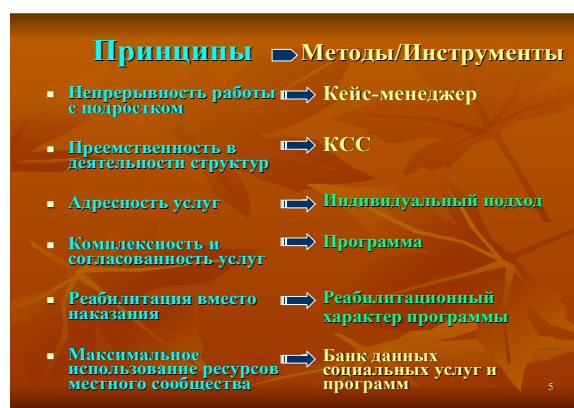 Принципы Методы/Инструменты
Непрерывность работы Кейс-менеджер
с подростком
Преемственность в КСС
деятельности структур
Адресность услуг Индивидуальный подход
Комплексность и Программа
согласованность услуг
Реабилитация вместо Реабилитационный
наказания характер программы
Максимальное Банк данных
использование ресурсов социальных услуг и
местного сообщества программ
5